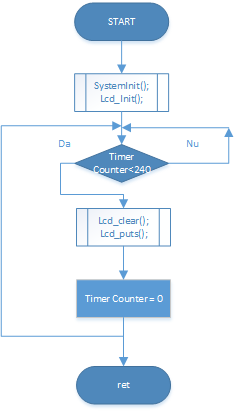 START
SystemInit();
Lcd_Init();
Da
Nu
Timer
Counter<240
Lcd_clear();
Lcd_puts();
Timer Counter = 0
ret